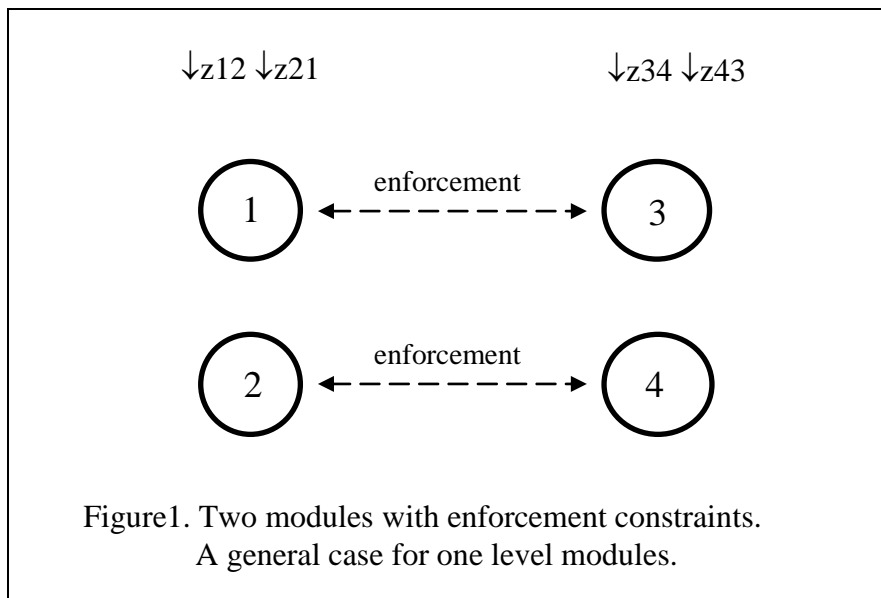 ↓z12 ↓z21 ↓z34 ↓z43
enforcement
1 3
enforcement
2 4
Figure1. Two modules with enforcement constraints.
A general case for one level modules.